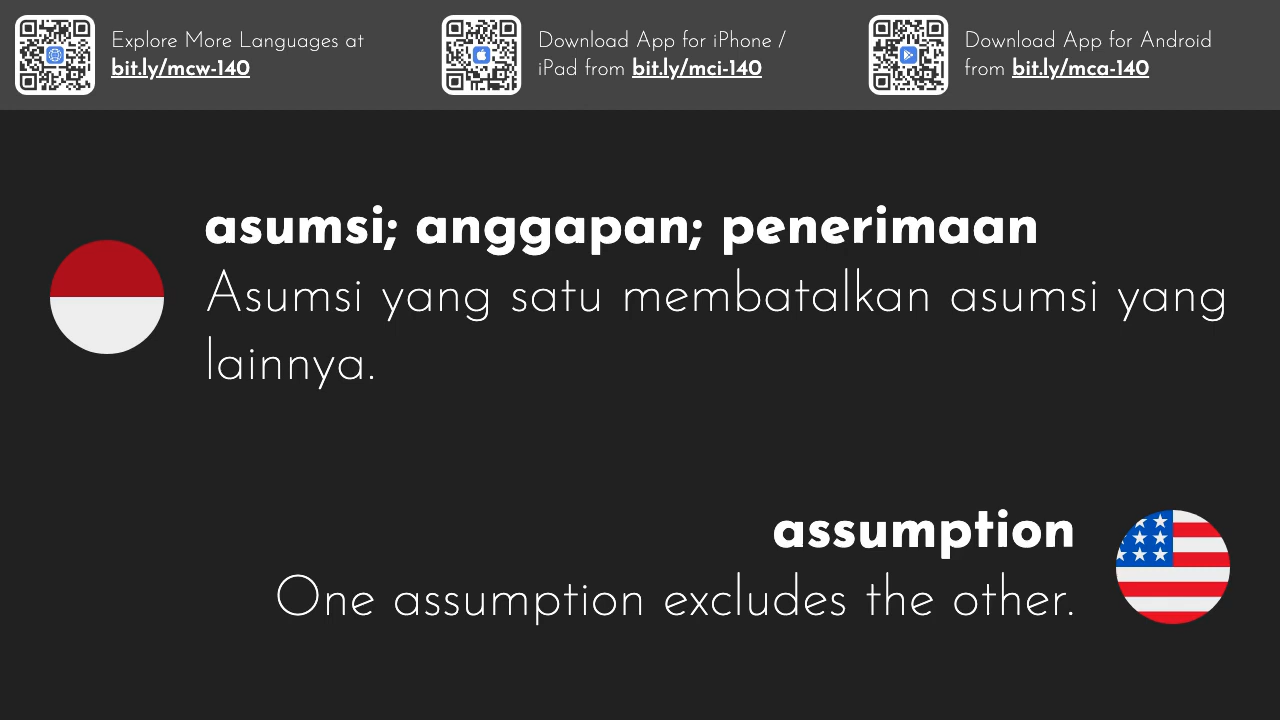 Explore More Languages at
bit.ly/mcw-140
Download App for iPhone /
iPad from bit.ly/mci-140
Download App for Android
from bit.ly/mca-140
asumsi; anggapan; penerimaan
Asumsi yang satu membatalkan asumsi yang
lainnya.
assumption
One assumption excludes the other.